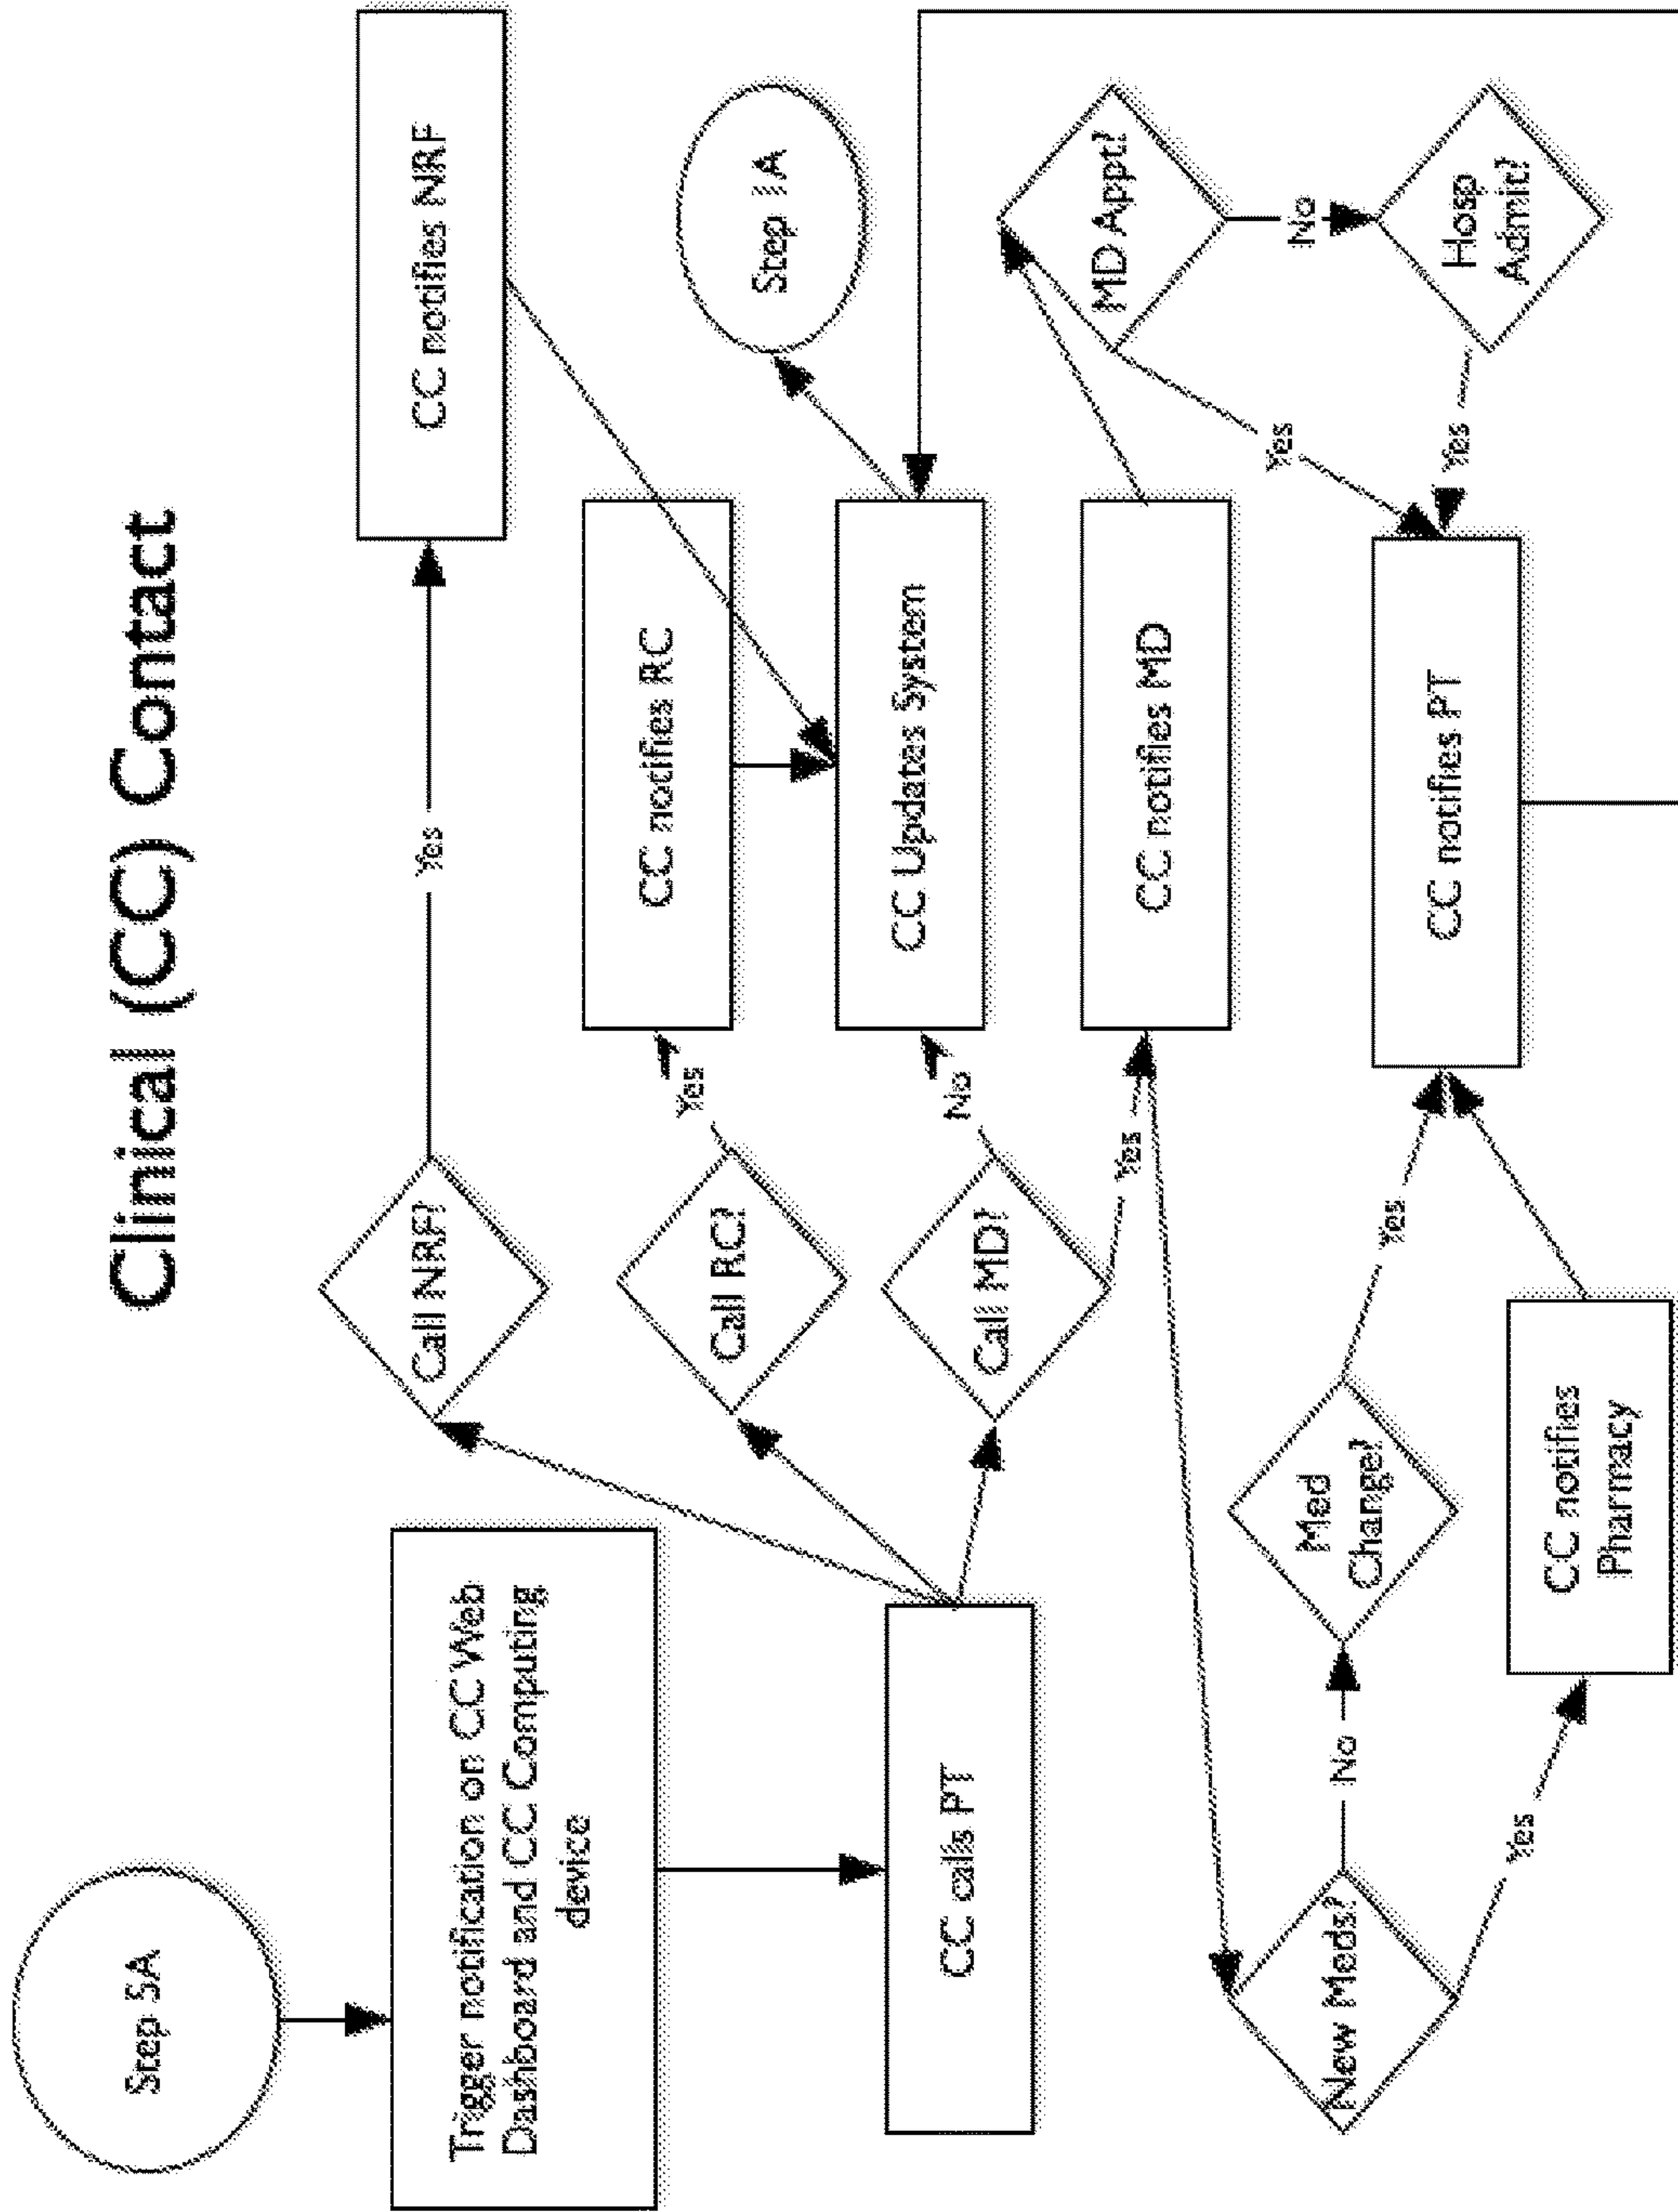 Clinical (CC) Contact
Step 5A
Trigger notification on CC Web
Dashboard and CC Computing
device
CC calls PT
Call NRF?
Yes
CC notifies NRF
Call RC?
Yes
CC notifies RC
Call MD?
No
CC Updates System
Step 1A
Yes
CC notifies MD
MD Appt?
No
Hosp
Admit?
Yes
Yes
New Meds?
No
Med
Change?
Yes
CC notifies PT
Yes
CC notifies
Pharmacy